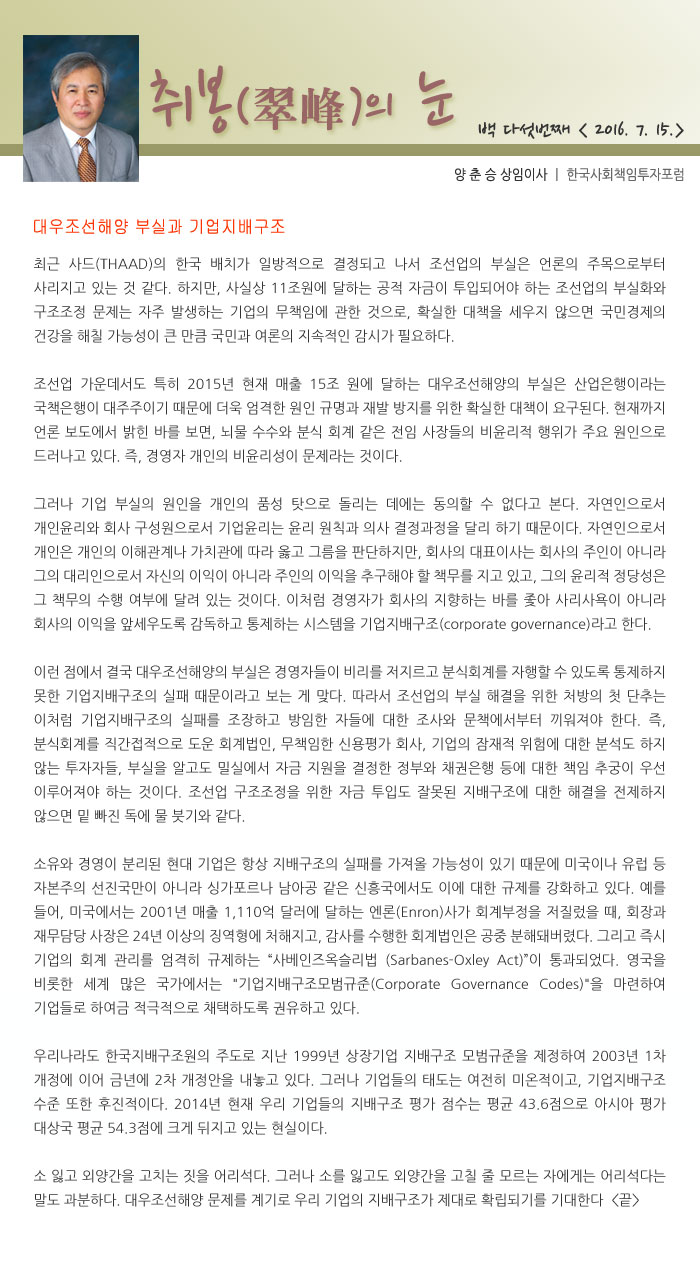 취봉(翠峰)의 눈
백 다섯번째 < 2016. 7. 15.>
양 춘 승 상임이사 | 한국사회책임투자포럼
대우조선해양 부실과 기업지배구조
최근 사드(THAAD)의 한국 배치가 일방적으로 결정되고 나서 조선업의 부실은 언론의 주목으로부터
사리지고 있는 것 같다. 하지만, 사실상 11조원에 달하는 공적 자금이 투입되어야 하는 조선업의 부실화와
구조조정 문제는 자주 발생하는 기업의 무책임에 관한 것으로, 확실한 대책을 세우지 않으면 국민경제의
건강을 해칠 가능성이 큰 만큼 국민과 여론의 지속적인 감시가 필요하다.
조선업 가운데서도 특히 2015년 현재 매출 15조 원에 달하는 대우조선해양의 부실은 산업은행이라는
국책은행이 대주주이기 때문에 더욱 엄격한 원인 규명과 재발 방지를 위한 확실한 대책이 요구된다. 현재까지
언론 보도에서 밝힌 바를 보면, 뇌물 수수와 분식 회계 같은 전임 사장들의 비윤리적 행위가 주요 원인으로
드러나고 있다. 즉, 경영자 개인의 비윤리성이 문제라는 것이다.
그러나 기업 부실의 원인을 개인의 품성 탓으로 돌리는 데에는 동의할 수 없다고 본다. 자연인으로서
개인윤리와 회사 구성원으로서 기업윤리는 윤리 원칙과 의사 결정과정을 달리 하기 때문이다. 자연인으로서
개인은 개인의 이해관계나 가치관에 따라 옳고 그름을 판단하지만, 회사의 대표이사는 회사의 주인이 아니라
그의 대리인으로서 자신의 이익이 아니라 주인의 이익을 추구해야 할 책무를 지고 있고, 그의 윤리적 정당성은
그 책무의 수행 여부에 달려 있는 것이다. 이처럼 경영자가 회사의 지향하는 바를 좇아 사리사욕이 아니라
회사의 이익을 앞세우도록 감독하고 통제하는 시스템을 기업지배구조(corporate governance)라고 한다.
이런 점에서 결국 대우조선해양의 부실은 경영자들이 비리를 저지르고 분식회계를 자행할 수 있도록 통제하지
못한 기업지배구조의 실패 때문이라고 보는 게 맞다. 따라서 조선업의 부실 해결을 위한 처방의 첫 단추는
이처럼 기업지배구조의 실패를 조장하고 방임한 자들에 대한 조사와 문책에서부터 끼워져야 한다. 즉,
분식회계를 직간접적으로 도운 회계법인, 무책임한 신용평가 회사, 기업의 잠재적 위험에 대한 분석도 하지
않는 투자자들, 부실을 알고도 밀실에서 자금 지원을 결정한 정부와 채권은행 등에 대한 책임 추궁이 우선
이루어져야 하는 것이다. 조선업 구조조정을 위한 자금 투입도 잘못된 지배구조에 대한 해결을 전제하지
않으면 밑 빠진 독에 물 붓기와 같다.
소유와 경영이 분리된 현대 기업은 항상 지배구조의 실패를 가져올 가능성이 있기 때문에 미국이나 유럽 등
자본주의 선진국만이 아니라 싱가포르나 남아공 같은 신흥국에서도 이에 대한 규제를 강화하고 있다. 예를
들어, 미국에서는 2001년 매출 1,110억 달러에 달하는 엔론(Enron)사가 회계부정을 저질렀을 때, 회장과
재무담당 사장은 24년 이상의 징역형에 처해지고, 감사를 수행한 회계법인은 공중 분해돼버렸다. 그리고 즉시
기업의 회계 관리를 엄격히 규제하는 “사베인즈옥슬리법 (Sarbanes-Oxley Act)”이 통과되었다. 영국을
비롯한 세계 많은 국가에서는 "기업지배구조모범규준(Corporate Governance Codes)"을 마련하여
기업들로 하여금 적극적으로 채택하도록 권유하고 있다.
우리나라도 한국지배구조원의 주도로 지난 1999년 상장기업 지배구조 모범규준을 제정하여 2003년 1차
개정에 이어 금년에 2차 개정안을 내놓고 있다. 그러나 기업들의 태도는 여전히 미온적이고, 기업지배구조
수준 또한 후진적이다. 2014년 현재 우리 기업들의 지배구조 평가 점수는 평균 43.6점으로 아시아 평가
대상국 평균 54.3점에 크게 뒤지고 있는 현실이다.
소 잃고 외양간을 고치는 짓을 어리석다. 그러나 소를 잃고도 외양간을 고칠 줄 모르는 자에게는 어리석다는
말도 과분하다. 대우조선해양 문제를 계기로 우리 기업의 지배구조가 제대로 확립되기를 기대한다 <끝>